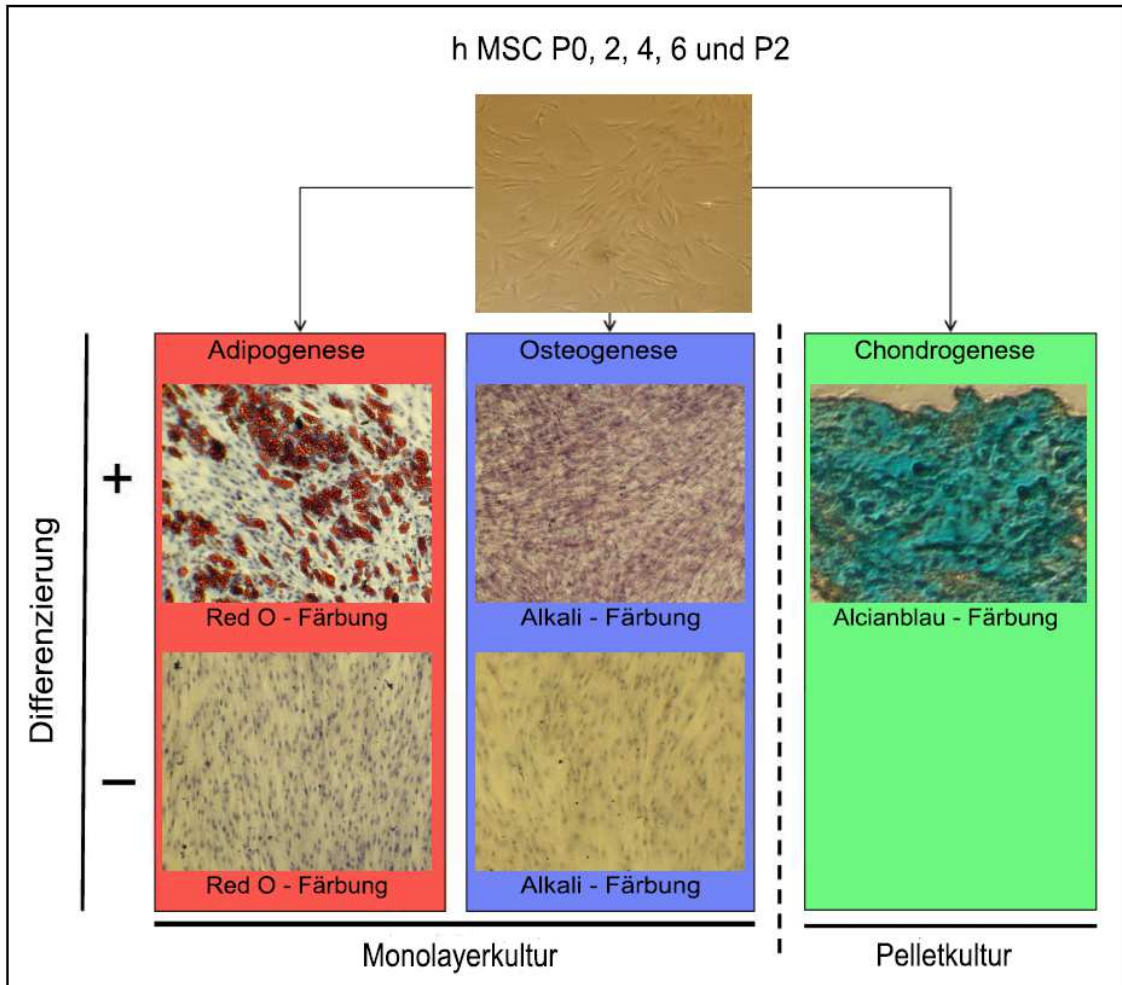 h MSC P0, 2, 4, 6 und P2
Adipogenese
Osteogenese
Chondrogenese
Differenzierung
+
Red O - Färbung
Alkali - Färbung
Alcianblau - Färbung
−
Red O - Färbung
Alkali - Färbung
Monolayerkultur
Pelletkultur